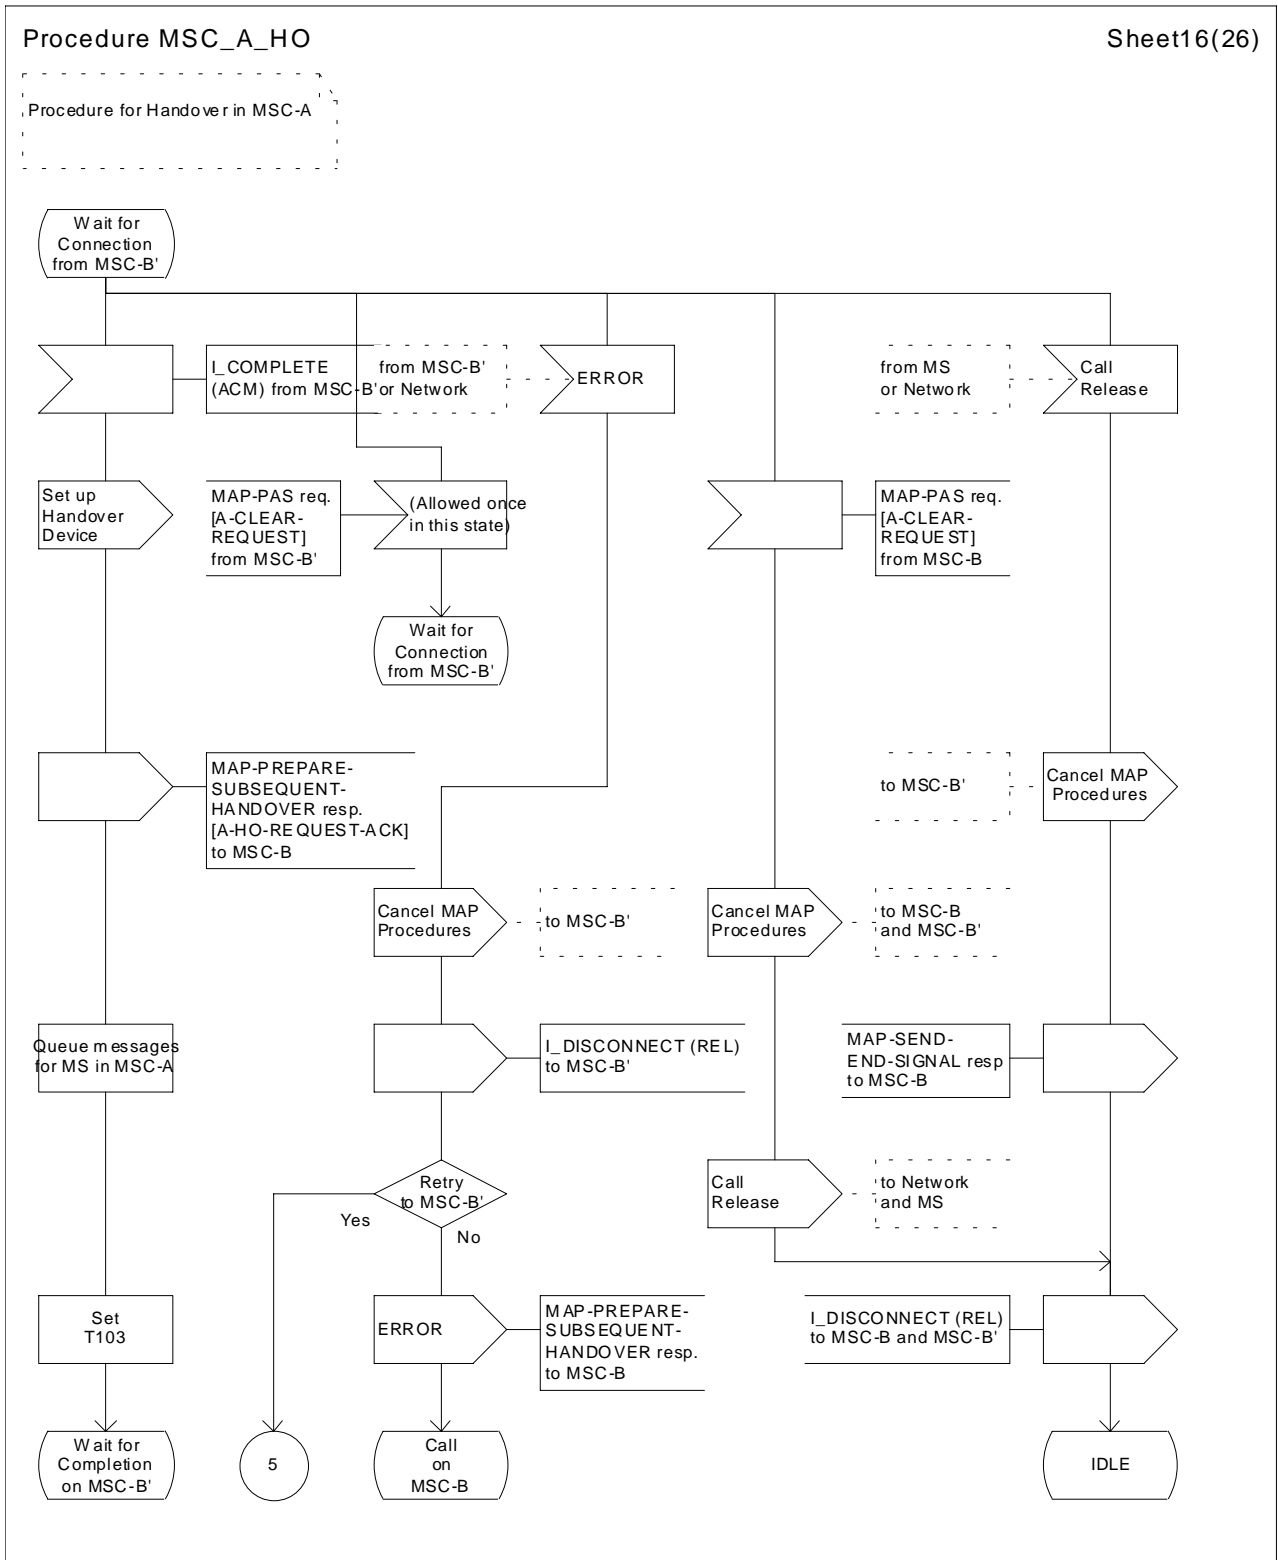 Procedure MSC_A_HO
Sheet16(26)
Procedure for Handover in MSC-A
Wait for
Connection
from MSC-B'
I_COMPLETE
(ACM) from MSC-B'
from MSC-B'
or Network
ERROR
from MS
or Network
Call
Release
Set up
Handover
Device
MAP-PAS req.
[A-CLEAR-
REQUEST]
from MSC-B'
(Allowed once
in this state)
MAP-PAS req.
[A-CLEAR-
REQUEST]
from MSC-B
Wait for
Connection
from MSC-B'
MAP-PREPARE-
SUBSEQUENT-
HANDOVER resp.
[A-HO-REQUEST-ACK]
to MSC-B
to MSC-B'
Cancel MAP
Procedures
Cancel MAP
Procedures
to MSC-B'
Cancel MAP
Procedures
to MSC-B
and MSC-B'
Queue messages
for MS in MSC-A
I_DISCONNECT (REL)
to MSC-B'
MAP-SEND-
END-SIGNAL resp
to MSC-B
Retry
to MSC-B'
Yes
No
Call
Release
to Network
and MS
Set
T103
ERROR
MAP-PREPARE-
SUBSEQUENT-
HANDOVER resp.
to MSC-B
I_DISCONNECT (REL)
to MSC-B and MSC-B'
Wait for
Completion
on MSC-B'
5
Call
on
MSC-B
IDLE